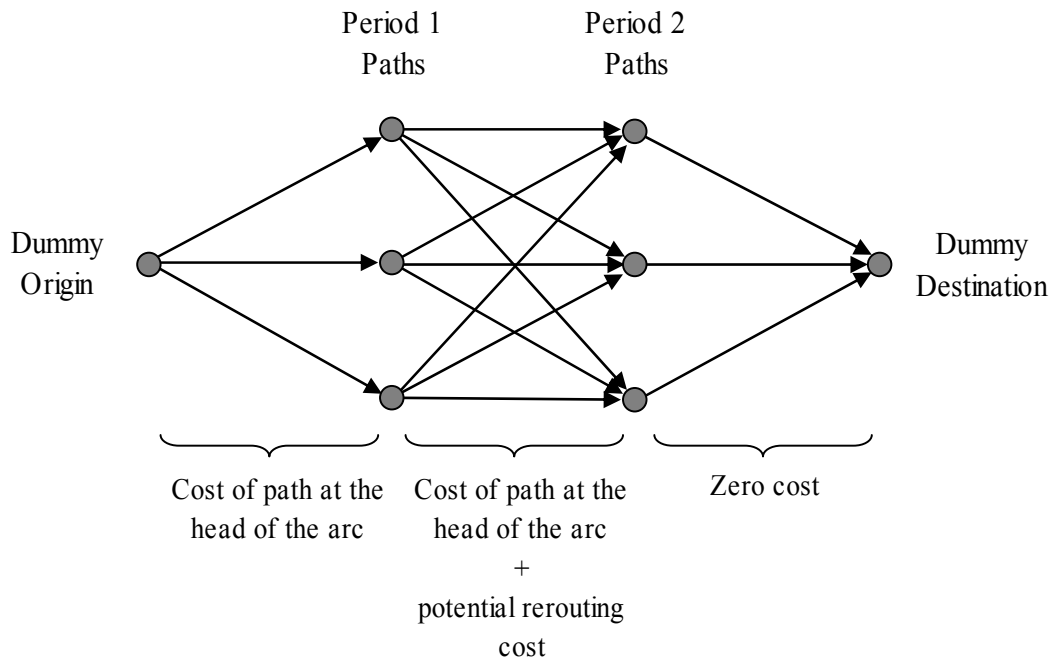 Period 1
Paths
Period 2
Paths
Dummy
Origin
Dummy
Destination
Cost of path at the
head of the arc
Cost of path at the
head of the arc
+
potential rerouting
cost
Zero cost